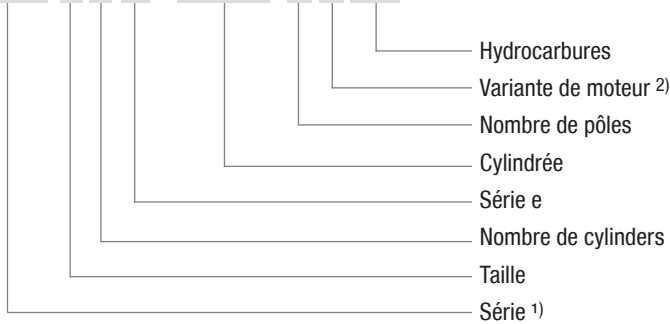 Hydrocarbures
Variante de moteur 2)
Nombre de pôles
Cylindrée
Série e
Nombre de cylinders
Taille
Série 1)